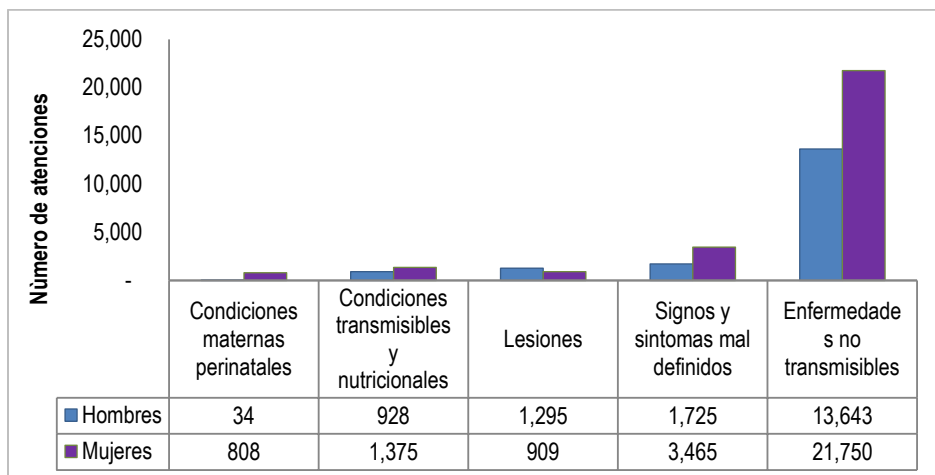 25,000
20,000
15,000
10,000
5,000
-
Nùmero de atenciones
Condiciones
maternas
perinatales
Condiciones
transmisibles
y
nutricionales
Lesiones
Signos y
sintomas mal
definidos
Enfermedade
s no
transmisibles
Hombres 34 928 1,295 1,725 13,643
Mujeres 808 1,375 909 3,465 21,750